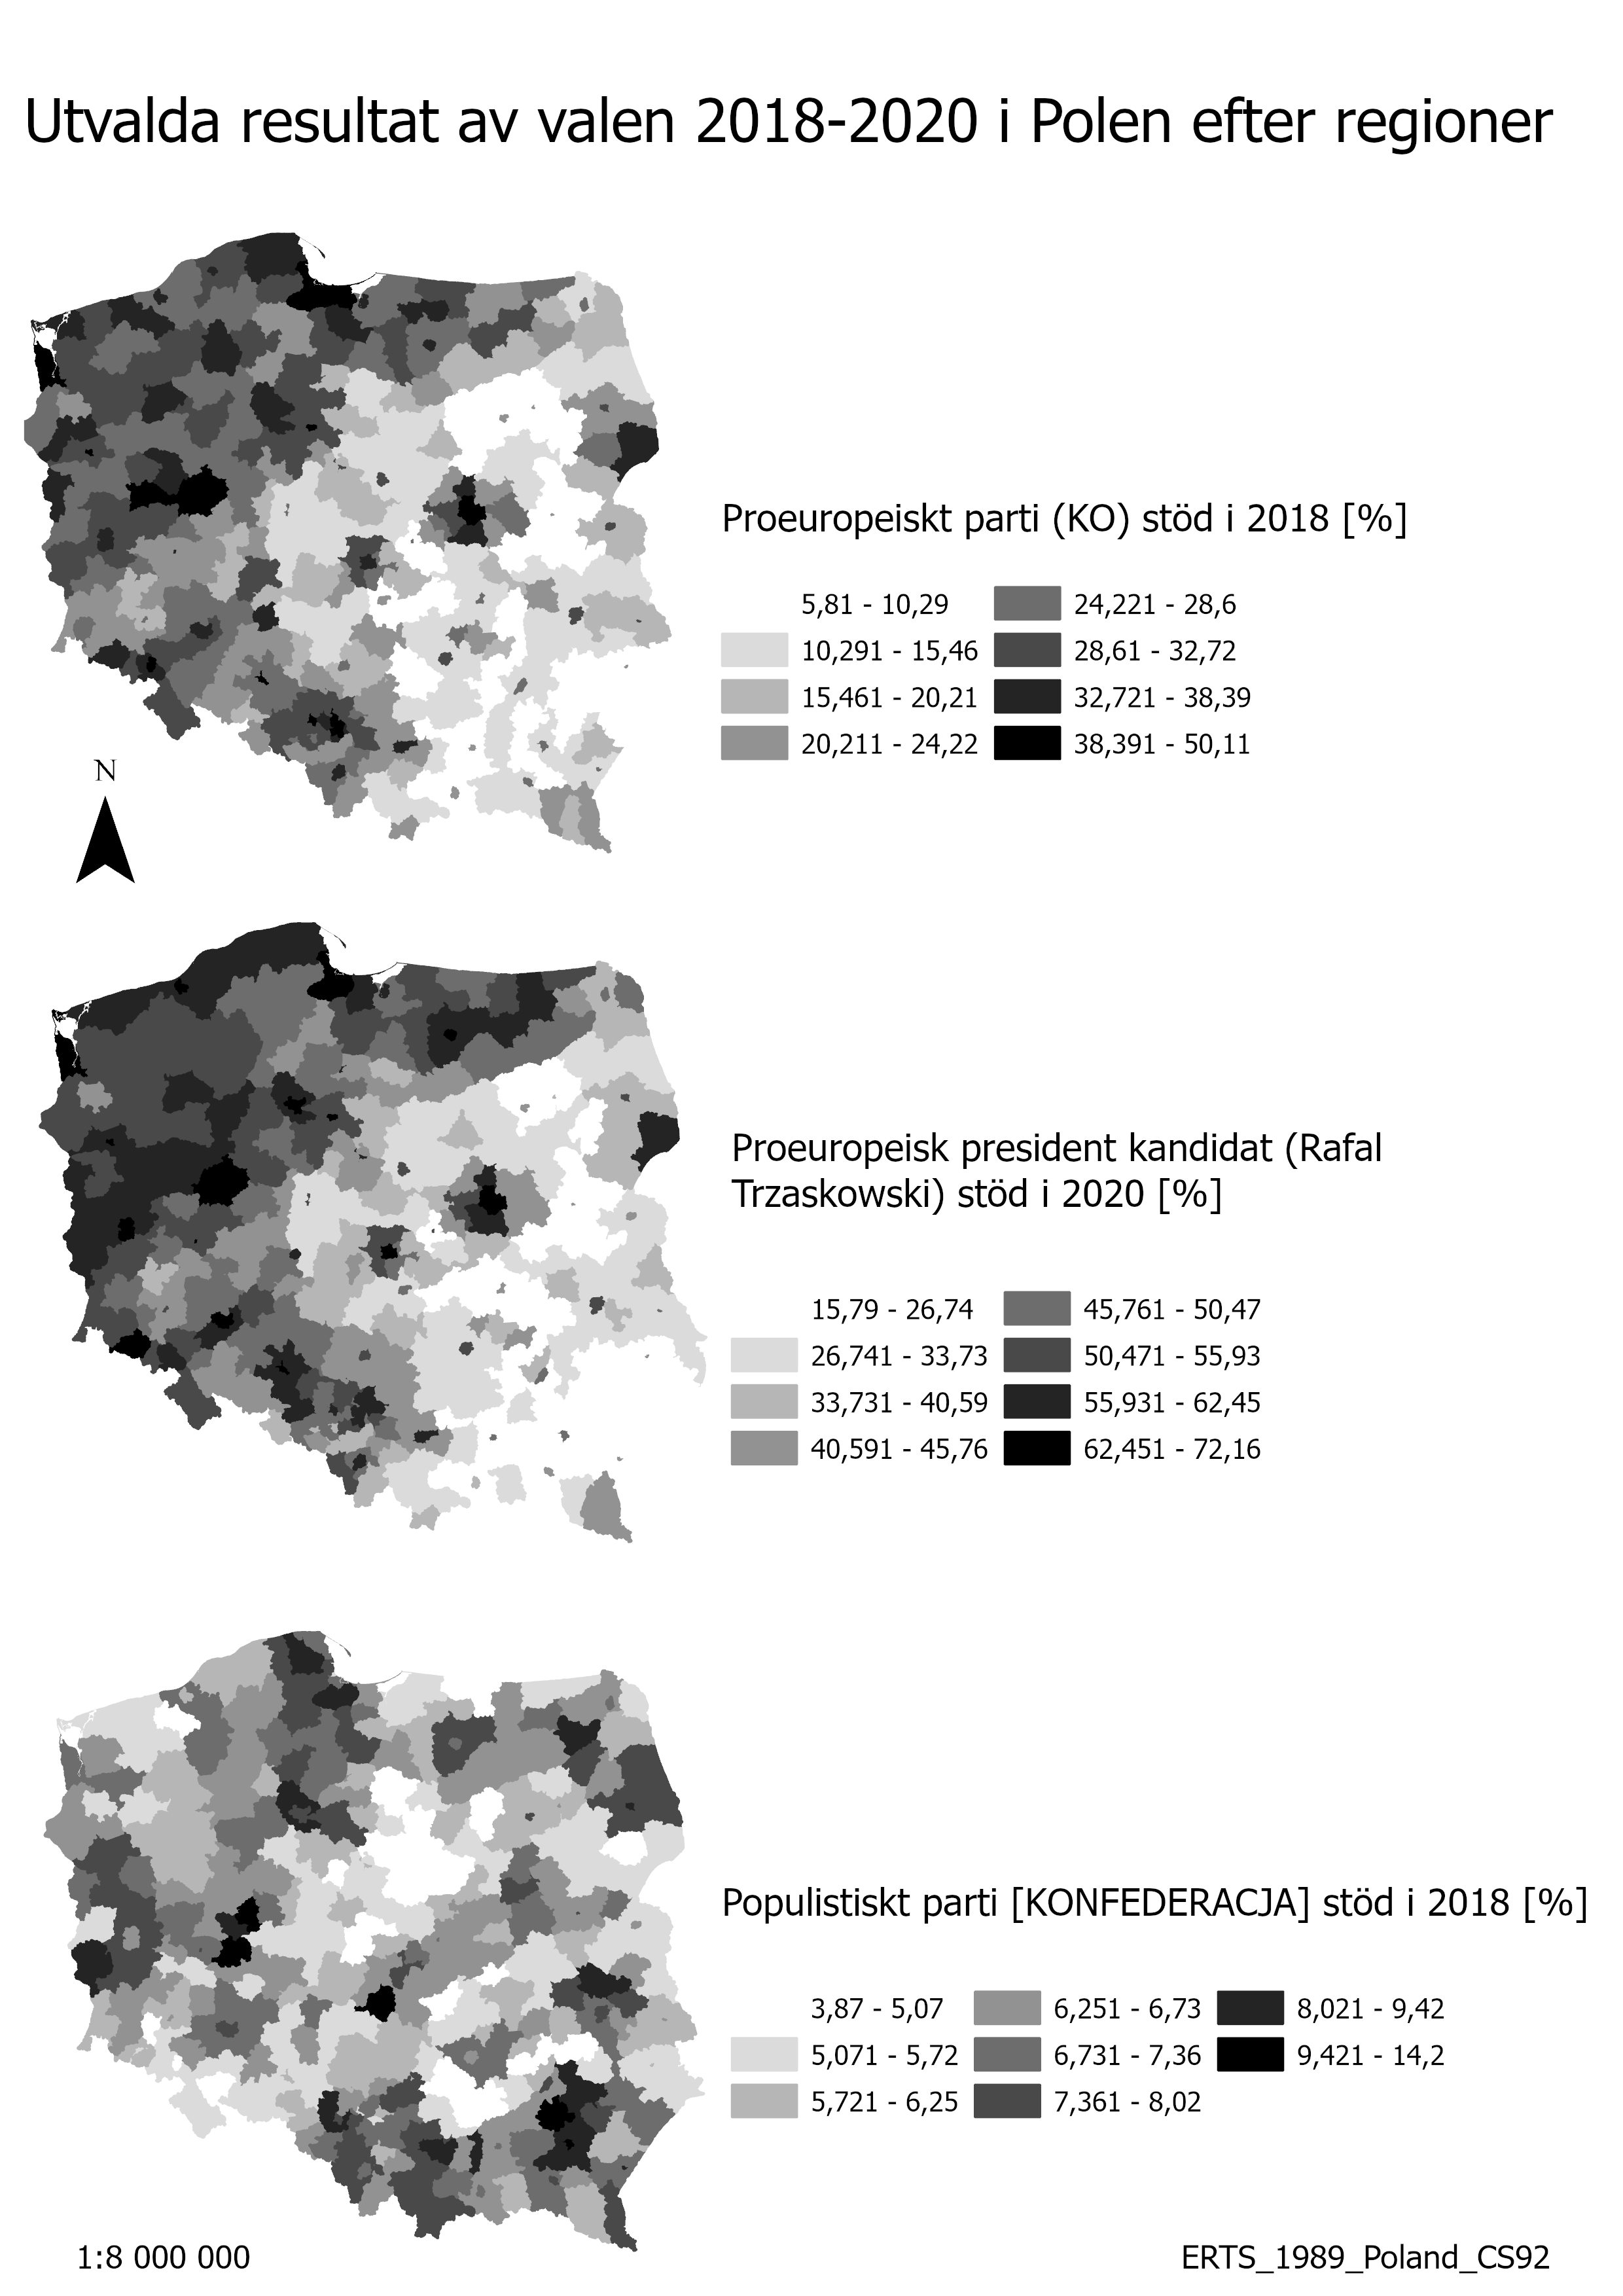 Utvalda resultat av valen 2018-2020 i Polen efter regioner
Proeuropeiskt parti (KO) stöd i 2018 [%]
5,81 - 10,29
10,291 - 15,46
15,461 - 20,21
20,211 - 24,22
24,221 - 28,6
28,61 - 32,72
32,721 - 38,39
38,391 - 50,11
N
Proeuropeisk president kandidat (Rafal
Trzaskowski) stöd i 2020 [%]
15,79 - 26,74
26,741 - 33,73
33,731 - 40,59
40,591 - 45,76
45,761 - 50,47
50,471 - 55,93
55,931 - 62,45
62,451 - 72,16
Populistiskt parti [KONFEDERACJA] stöd i 2018 [%]
3,87 - 5,07
5,071 - 5,72
5,721 - 6,25
6,251 - 6,73
6,731 - 7,36
7,361 - 8,02
8,021 - 9,42
9,421 - 14,2
1:8 000 000
ERTS_1989_Poland_CS92